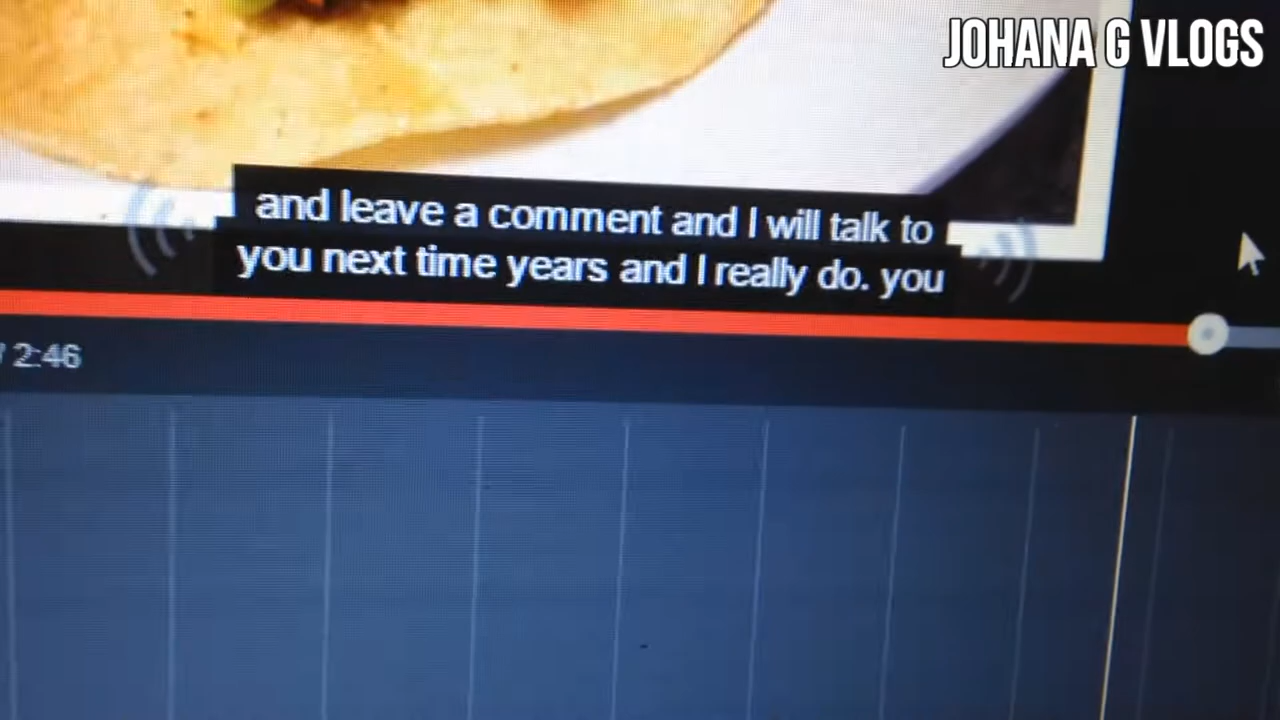 JOHANA G VLOGS
and leave a comment and I will talk to
you next time years and I really do. you
/ 2:46